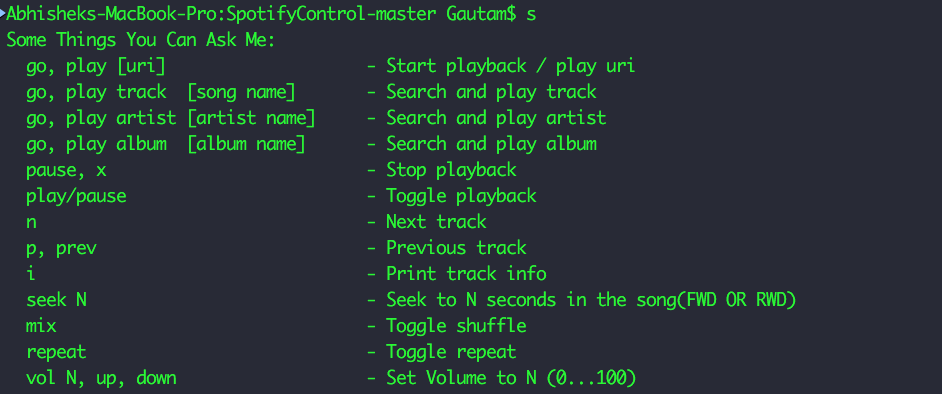 Abhisheks-MacBook-Pro:SpotifyControl-master Gautam$ s
Some Things You Can Ask Me:
go, play [uri] - Start playback / play uri
go, play track [song name] - Search and play track
go, play artist [artist name] - Search and play artist
go, play album [album name] - Search and play album
pause, x - Stop playback
play/pause - Toggle playback
n - Next track
p, prev - Previous track
i - Print track info
seek N - Seek to N seconds in the song(FWD OR RWD)
mix - Toggle shuffle
repeat - Toggle repeat
vol N, up, down - Set Volume to N (0...100)